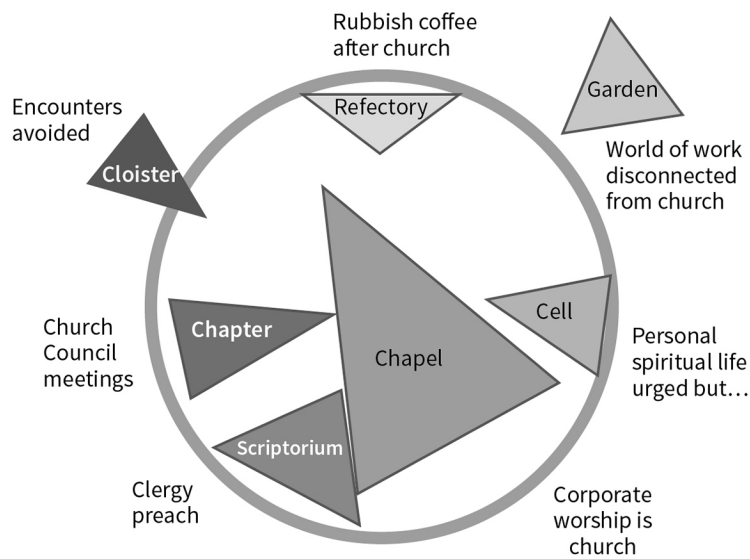 Rubbish coffee
after church
Garden
Refectory
Encounters
avoided
World of work
disconnected
from church
Cloister
Cell
Chapter
Church
Council
meetings
Chapel
Personal
spiritual life
urged but…
Scriptorium
Clergy
preach
Corporate
worship is
church